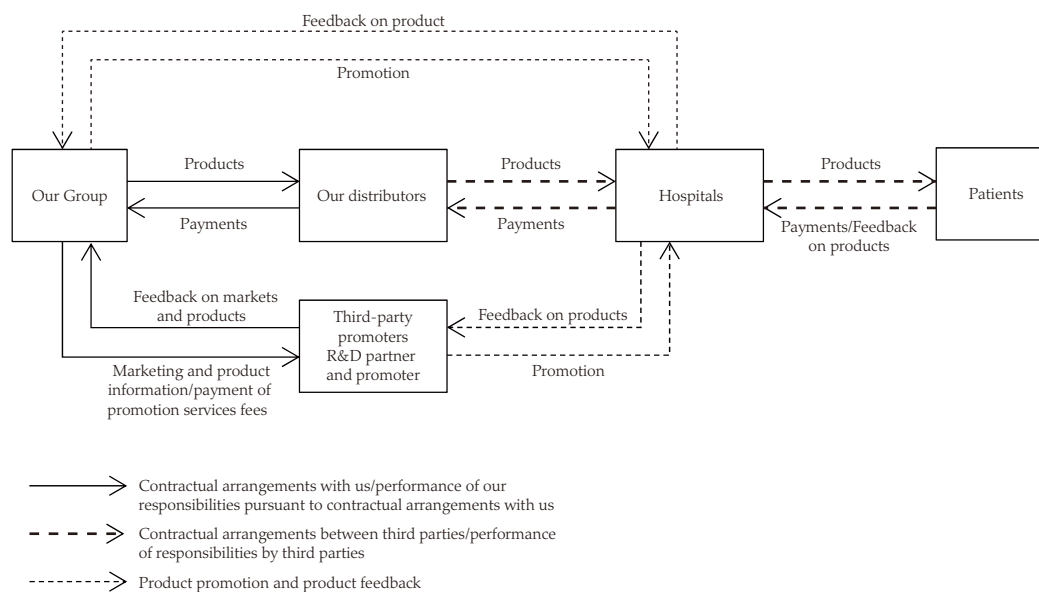 Feedback on product
Promotion
Our Group
Products
Payments
Our distributors
Products
Payments
Hospitals
Products
Payments/Feedback
on products
Patients
Feedback on markets
and products
Marketing and product
information/payment of
promotion services fees
Third-party
promoters
R&D partner
and promoter
Feedback on products
Promotion
Contractual arrangements with us/performance of our
responsibilities pursuant to contractual arrangements with us
Contractual arrangements between third parties/performance
of responsibilities by third parties
Product promotion and product feedback